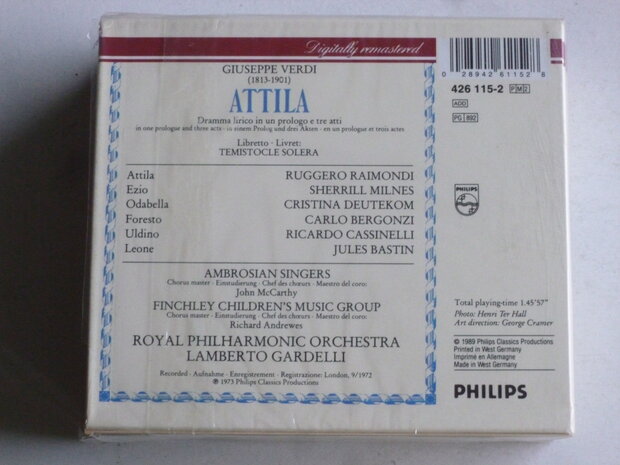 Digitally remastered
GIUSEPPE VERDI
(1813-1901)
ATTILA
Dramma lirico in un prologo e tre atti
in one prologue and three acts · in einem Prolog und drei Akten · en un prologue et trois actes
Libretto · Livret:
TEMISTOCLE SOLERA
Attila RUGGERO RAIMONDI
Ezio SHERRILL MILNES
Odabella CRISTINA DEUTEKOM
Foresto CARLO BERGONZI
Uldino RICARDO CASSINELLI
Leone JULES BASTIN
AMBROSIAN SINGERS
Chorus master · Einstudierung · Chef des chœurs · Maestro del coro:
John McCarthy
FINCHLEY CHILDREN'S MUSIC GROUP
Chorus master · Einstudierung · Chef des chœurs · Maestro del coro:
Richard Andrewes
ROYAL PHILHARMONIC ORCHESTRA
LAMBERTO GARDELLI
Recorded · Aufnahme · Enregistrement · Registrazione: London, 9/1972
℗ 1973 Philips Classics Productions
0 28942 61152 8
426 115-2 PM2
ADD
PG 892
PHILIPS
Total playing-time 1.45'57"
Photo: Henri Ter Hall
Art direction: George Cramer
© 1989 Philips Classics Productions
Printed in West Germany
Imprimé en Allemagne
Made in West Germany
PHILIPS